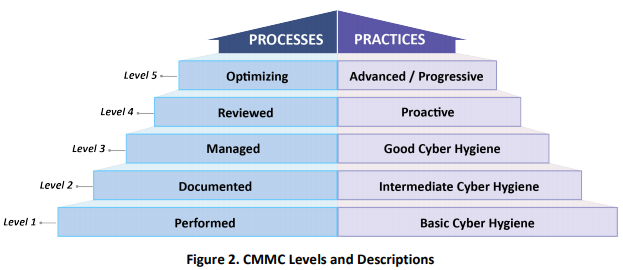 PROCESSES PRACTICES
Level 5 Optimizing Advanced / Progressive
Level 4 Reviewed Proactive
Level 3 Managed Good Cyber Hygiene
Level 2 Documented Intermediate Cyber Hygiene
Level 1 Performed Basic Cyber Hygiene
Figure 2. CMMC Levels and Descriptions